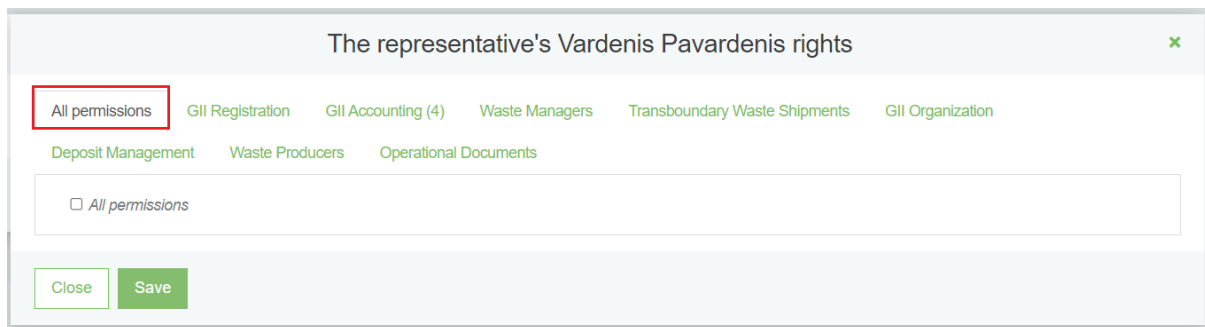 The representative's Vardenis Pavardenis rights ×
All permissions GII Registration GII Accounting (4) Waste Managers Transboundary Waste Shipments GII Organization
Deposit Management Waste Producers Operational Documents
All permissions
Close Save